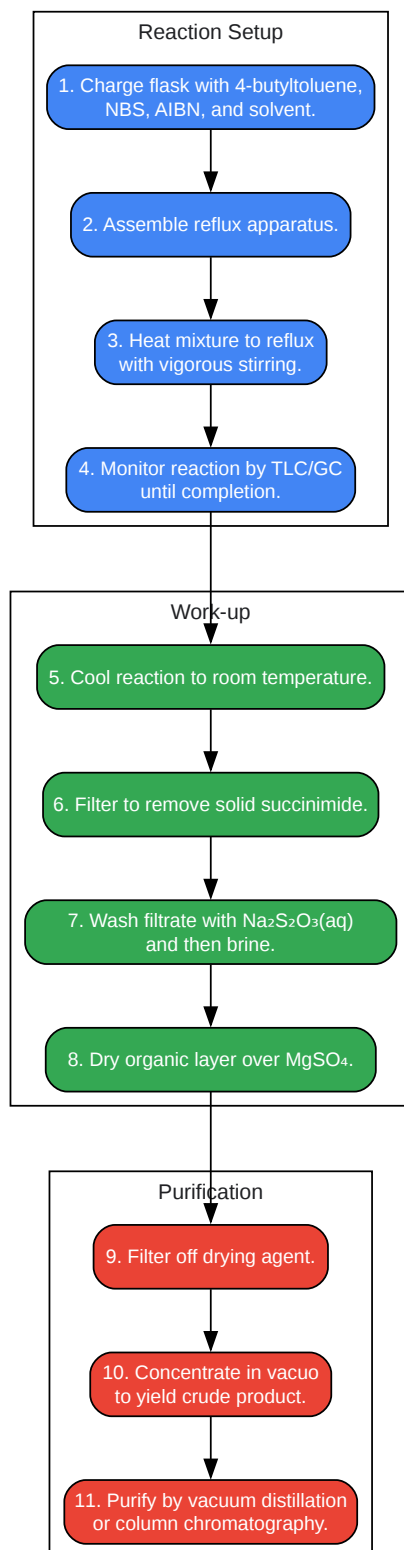 Reaction Setup
1. Charge flask with 4-butyltoluene,
NBS, AIBN, and solvent.
2. Assemble reflux apparatus.
3. Heat mixture to reflux
with vigorous stirring.
4. Monitor reaction by TLC/GC
until completion.
Work-up
5. Cool reaction to room temperature.
6. Filter to remove solid succinimide.
7. Wash filtrate with Na₂S₂O₃(aq)
and then brine.
8. Dry organic layer over MgSO₄.
Purification
9. Filter off drying agent.
10. Concentrate in vacuo
to yield crude product.
11. Purify by vacuum distillation
or column chromatography.